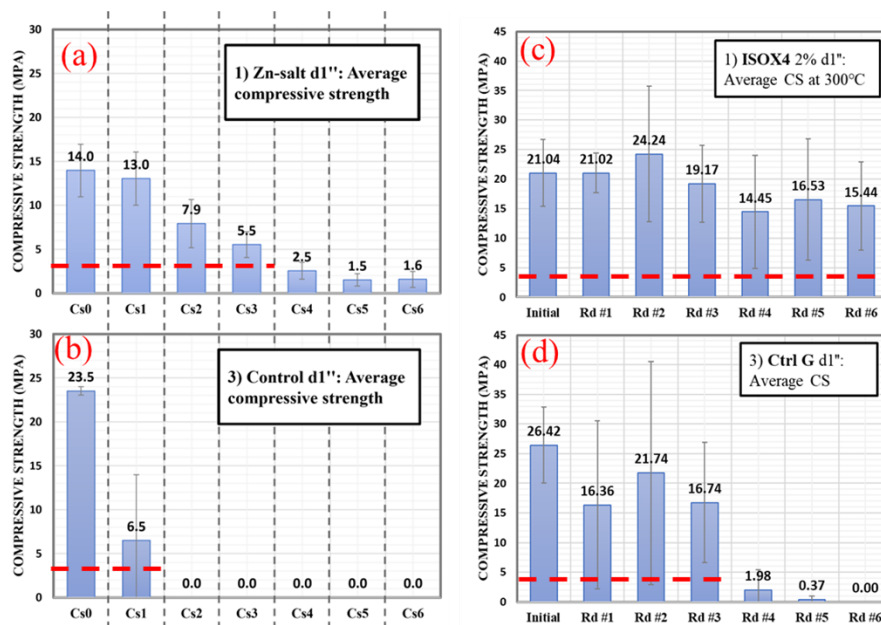 (a)
1) Zn-salt d1": Average
compressive strength
COMPRESSIVE STRENGTH (MPA)
30
25
20
15
10
5
0
14.0
13.0
7.9
5.5
2.5
1.5
1.6
Cs0 Cs1 Cs2 Cs3 Cs4 Cs5 Cs6
(b)
3) Control d1": Average
compressive strength
COMPRESSIVE STRENGTH (MPA)
30
25
20
15
10
5
0
23.5
6.5
0.0 0.0 0.0 0.0 0.0
Cs0 Cs1 Cs2 Cs3 Cs4 Cs5 Cs6
(c)
1) ISOX4 2% d1":
Average CS at 300°C
COMPRESSIVE STRENGTH (MPA)
45
40
35
30
25
20
15
10
5
0
21.04
21.02
24.24
19.17
14.45
16.53
15.44
Initial Rd #1 Rd #2 Rd #3 Rd #4 Rd #5 Rd #6
(d)
3) Ctrl G d1":
Average CS
COMPRESSIVE STRENGTH (MPA)
45
40
35
30
25
20
15
10
5
0
26.42
16.36
21.74
16.74
1.98
0.37
0.00
Initial Rd #1 Rd #2 Rd #3 Rd #4 Rd #5 Rd #6